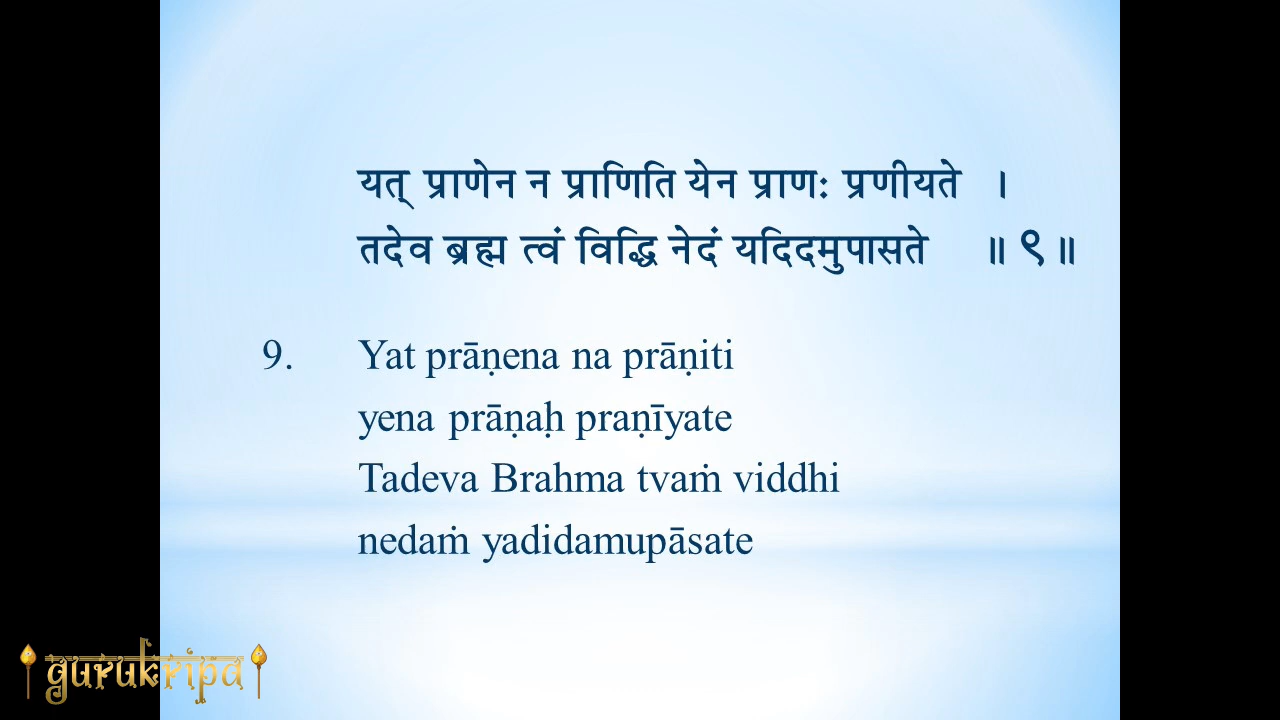 यत् प्राणेन न प्राणिति येन प्राणः प्रणीयते ।
तदेव ब्रह्म त्वं विद्धि नेदं यदिदमुपासते ॥ ९ ॥
9. Yat prāṇena na prāṇiti
yena prāṇaḥ praṇīyate
Tadeva Brahma tvaṁ viddhi
nedaṁ yadidamupāsate
gurukripa